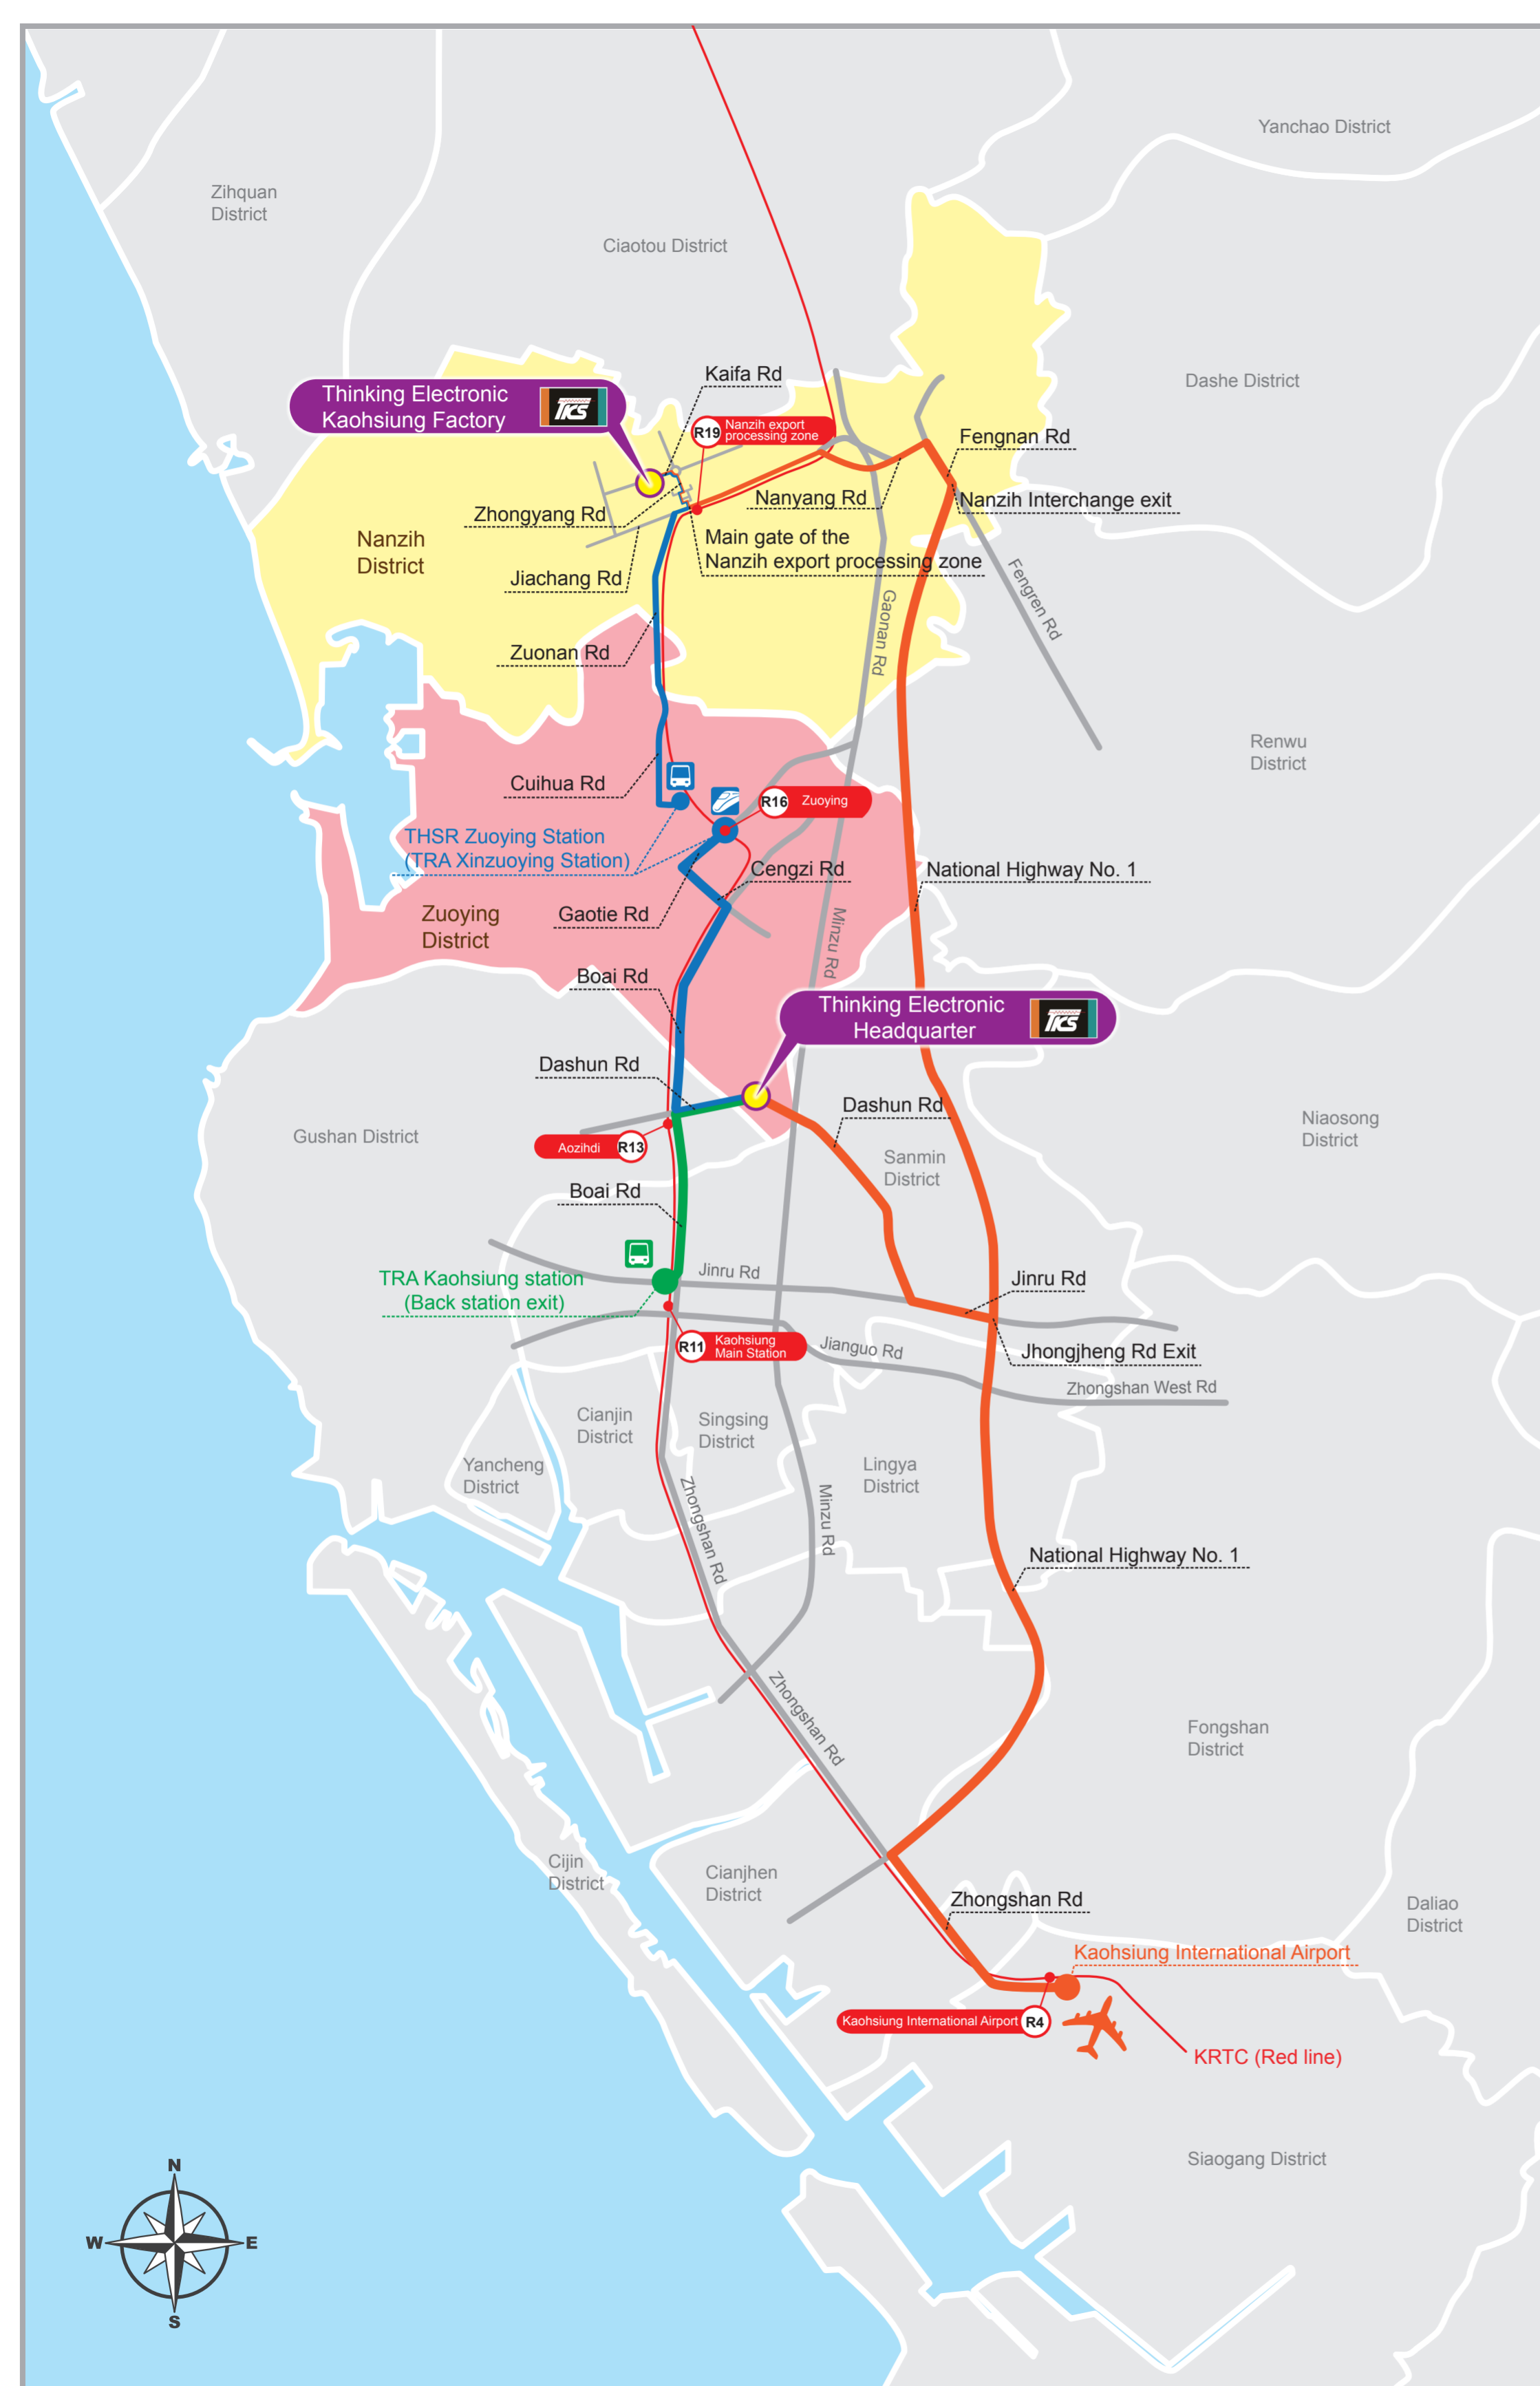 Yanchao District
Zihquan
District
Ciaotou District
Dashe District
Kaifa Rd
Thinking Electronic
Kaohsiung Factory
TKS
R19
Nanzih export
processing zone
Fengnan Rd
Nanyang Rd
Nanzih Interchange exit
Zhongyang Rd
Nanzih
District
Main gate of the
Nanzih export processing zone
Jiachang Rd
Fengren Rd
Gaonan Rd
Zuonan Rd
Renwu
District
Cuihua Rd
R16
Zuoying
THSR Zuoying Station
(TRA Xinzuoying Station)
Cengzi Rd
National Highway No. 1
Zuoying
District
Gaotie Rd
Minzu Rd
Boai Rd
Thinking Electronic
Headquarter
TKS
Dashun Rd
Dashun Rd
Gushan District
Niaosong
District
Aozihdi
R13
Sanmin
District
Boai Rd
Jinru Rd
TRA Kaohsiung station
(Back station exit)
Jinru Rd
R11
Kaohsiung
Main Station
Jianguo Rd
Jhongjheng Rd Exit
Zhongshan West Rd
Cianjin
District
Singsing
District
Yancheng
District
Lingya
District
Zhongshan Rd
Minzu Rd
National Highway No. 1
Zhongshan Rd
Fongshan
District
Cijin
District
Cianjhen
District
Zhongshan Rd
Daliao
District
Kaohsiung International Airport
Kaohsiung International Airport
R4
KRTC (Red line)
Siaogang District
N
W
E
S